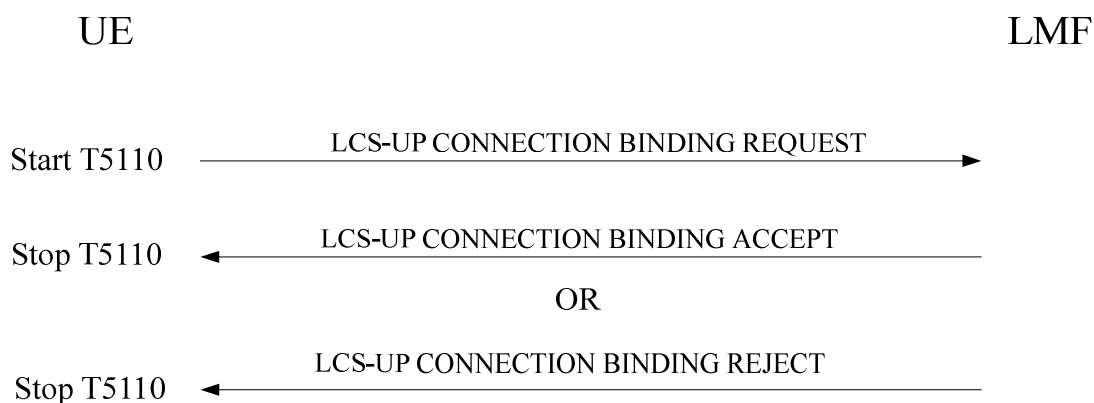 UE
LMF
Start T5110
LCS-UP CONNECTION BINDING REQUEST
Stop T5110
LCS-UP CONNECTION BINDING ACCEPT
OR
Stop T5110
LCS-UP CONNECTION BINDING REJECT